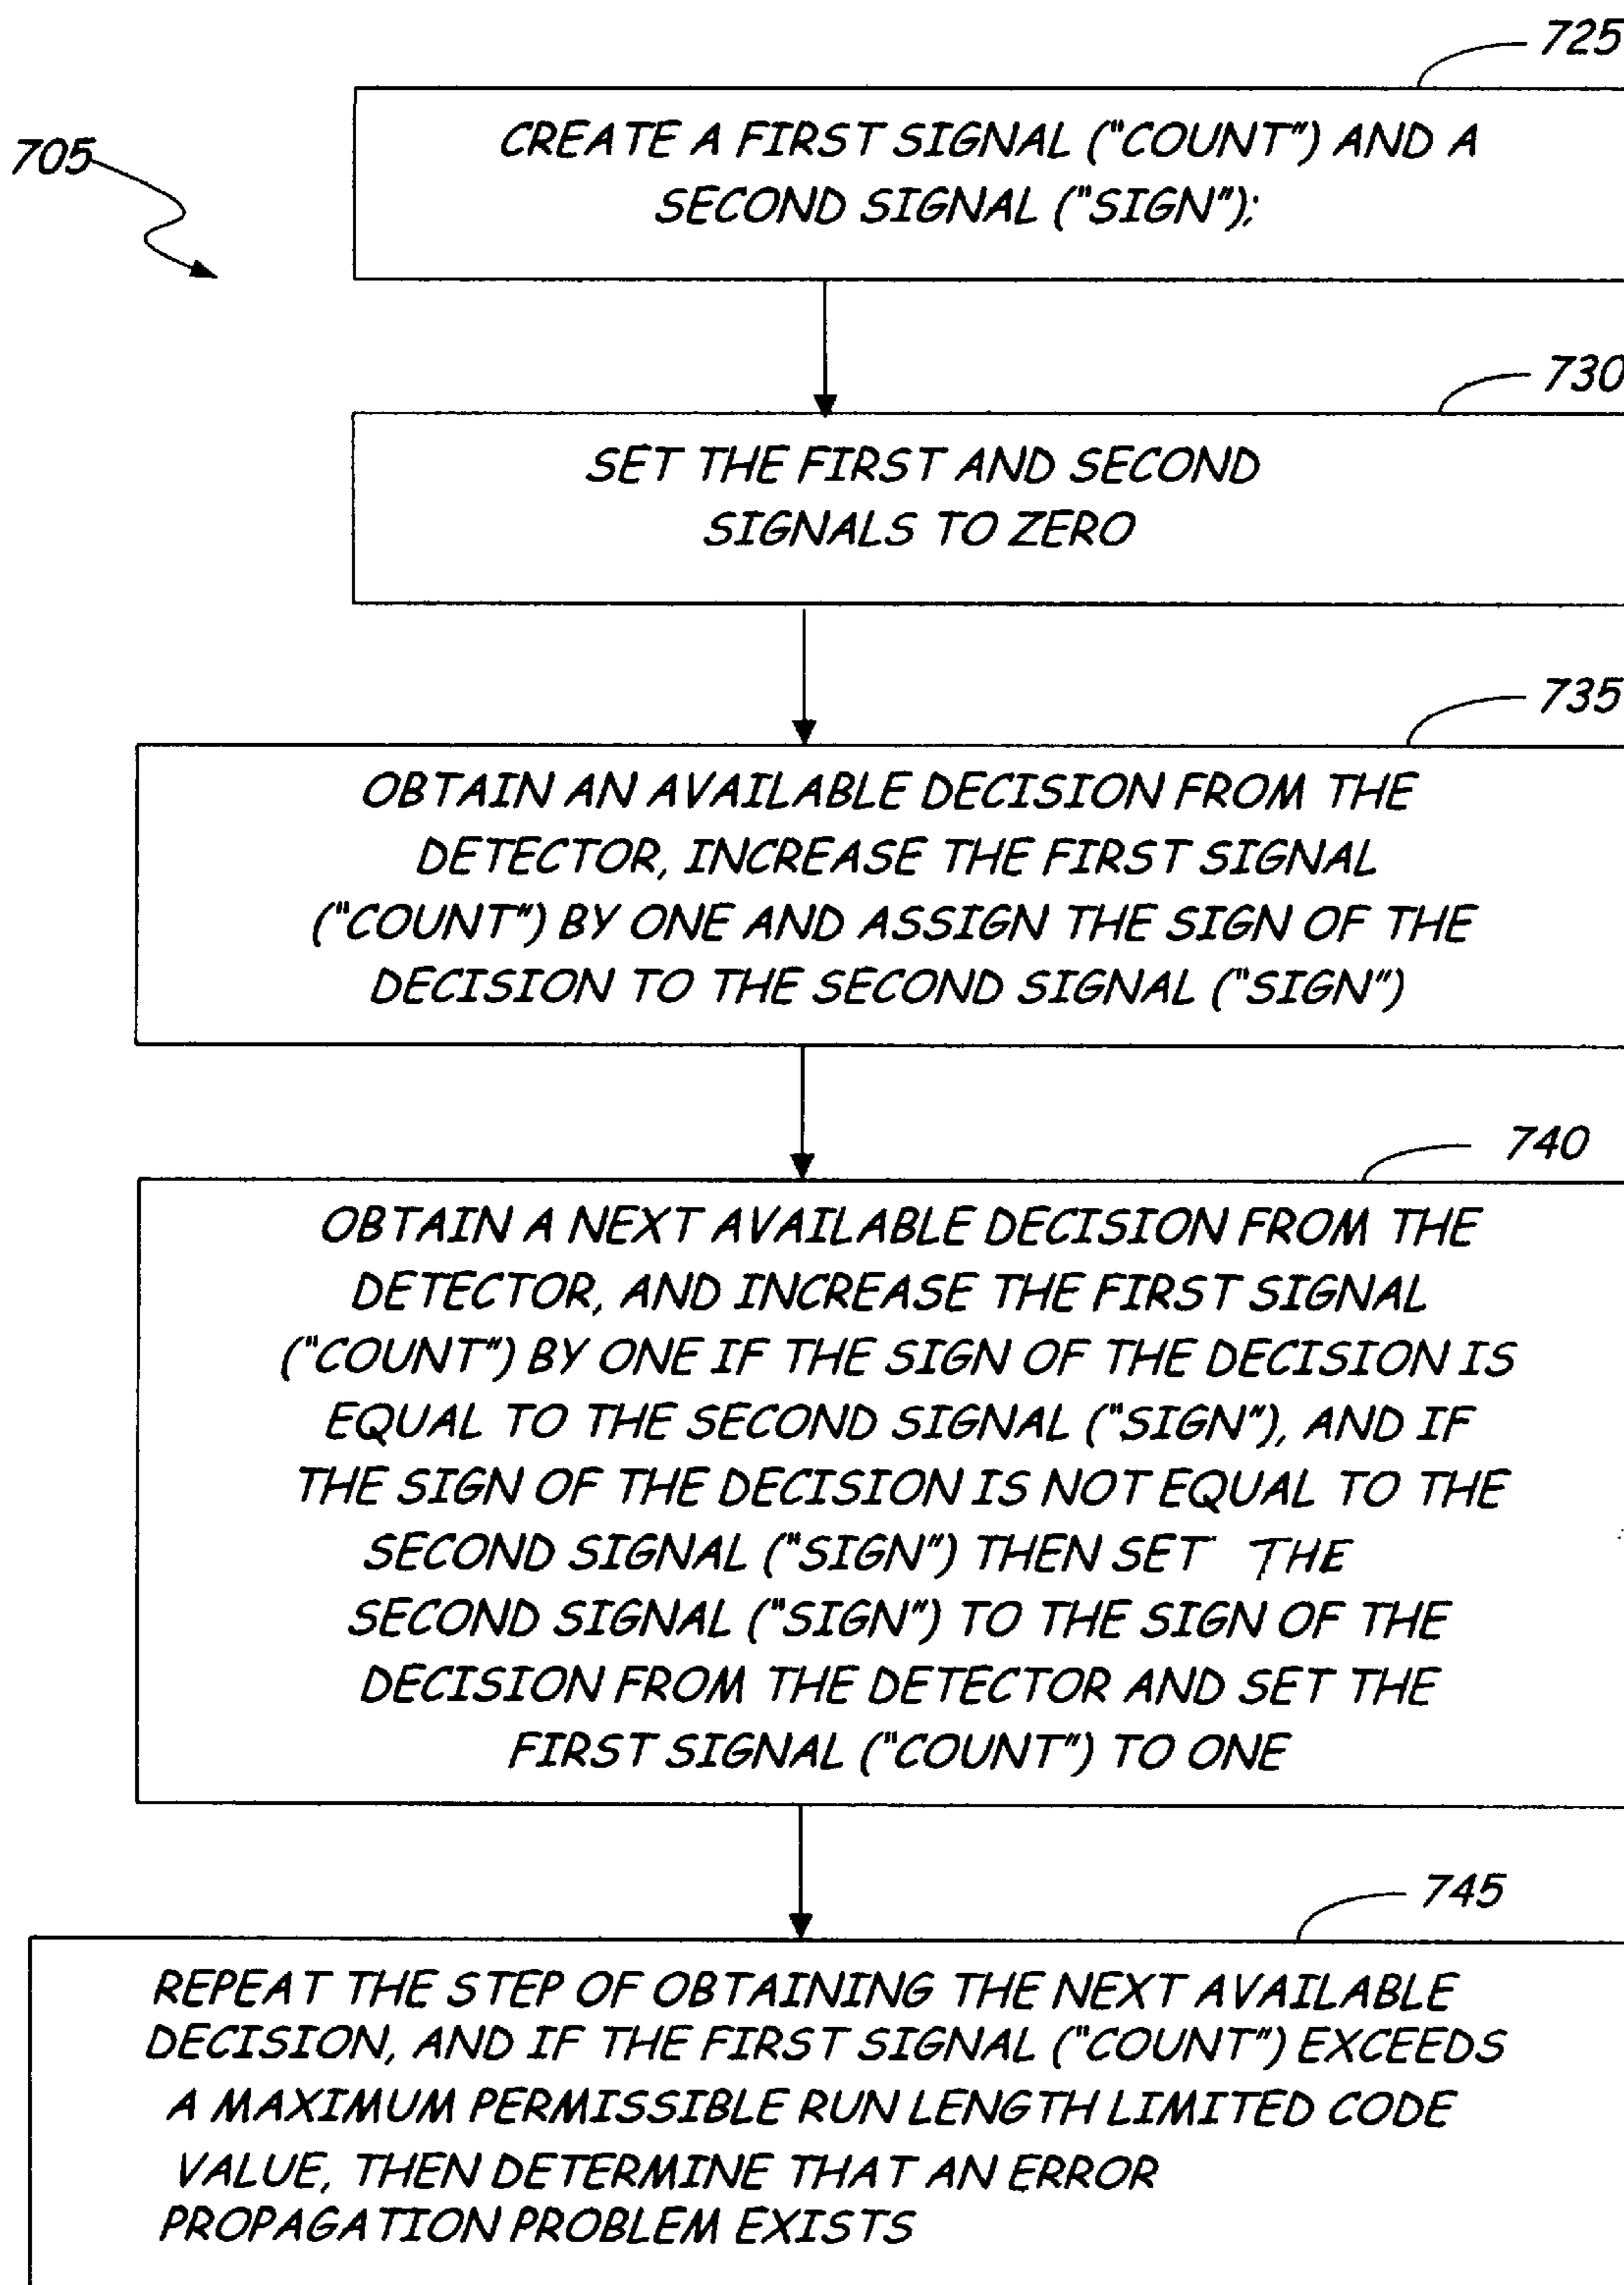 725
705
CREATE A FIRST SIGNAL ("COUNT") AND A
SECOND SIGNAL ("SIGN");
730
SET THE FIRST AND SECOND
SIGNALS TO ZERO
735
OBTAIN AN AVAILABLE DECISION FROM THE
DETECTOR, INCREASE THE FIRST SIGNAL
("COUNT") BY ONE AND ASSIGN THE SIGN OF THE
DECISION TO THE SECOND SIGNAL ("SIGN")
740
OBTAIN A NEXT AVAILABLE DECISION FROM THE
DETECTOR, AND INCREASE THE FIRST SIGNAL
("COUNT") BY ONE IF THE SIGN OF THE DECISION IS
EQUAL TO THE SECOND SIGNAL ("SIGN"), AND IF
THE SIGN OF THE DECISION IS NOT EQUAL TO THE
SECOND SIGNAL ("SIGN") THEN SET THE
SECOND SIGNAL ("SIGN") TO THE SIGN OF THE
DECISION FROM THE DETECTOR AND SET THE
FIRST SIGNAL ("COUNT") TO ONE
745
REPEAT THE STEP OF OBTAINING THE NEXT AVAILABLE
DECISION, AND IF THE FIRST SIGNAL ("COUNT") EXCEEDS
A MAXIMUM PERMISSIBLE RUN LENGTH LIMITED CODE
VALUE, THEN DETERMINE THAT AN ERROR
PROPAGATION PROBLEM EXISTS